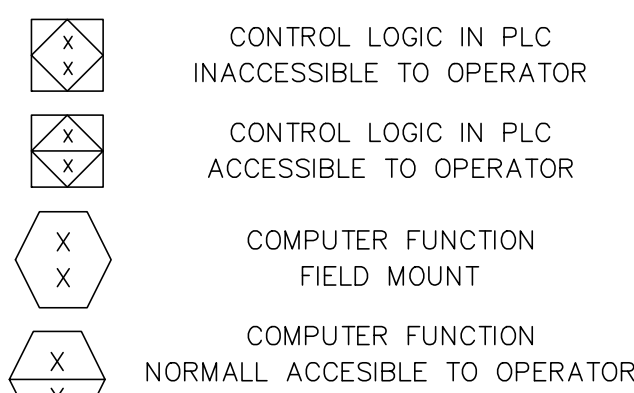 X
X
CONTROL LOGIC IN PLC
INACCESSIBLE TO OPERATOR
X
X
CONTROL LOGIC IN PLC
ACCESSIBLE TO OPERATOR
X
X
COMPUTER FUNCTION
FIELD MOUNT
X
X
COMPUTER FUNCTION
NORMALL ACCESIBLE TO OPERATOR